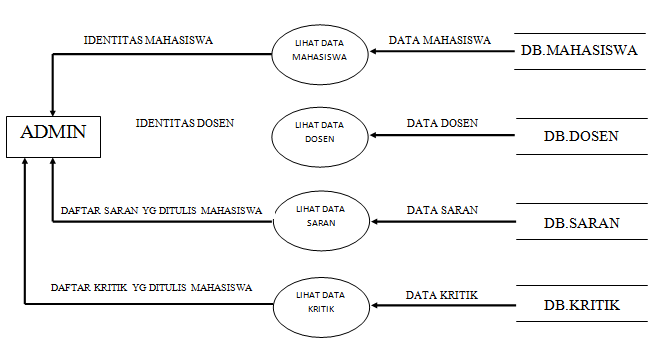 IDENTITAS MAHASISWA
LIHAT DATA
MAHASISWA
DATA MAHASISWA
DB.MAHASISWA
ADMIN
IDENTITAS DOSEN
LIHAT DATA
DOSEN
DATA DOSEN
DB.DOSEN
DAFTAR SARAN YG DITULIS MAHASISWA
LIHAT DATA
SARAN
DATA SARAN
DB.SARAN
DAFTAR KRITIK YG DITULIS MAHASISWA
LIHAT DATA
KRITIK
DATA KRITIK
DB.KRITIK